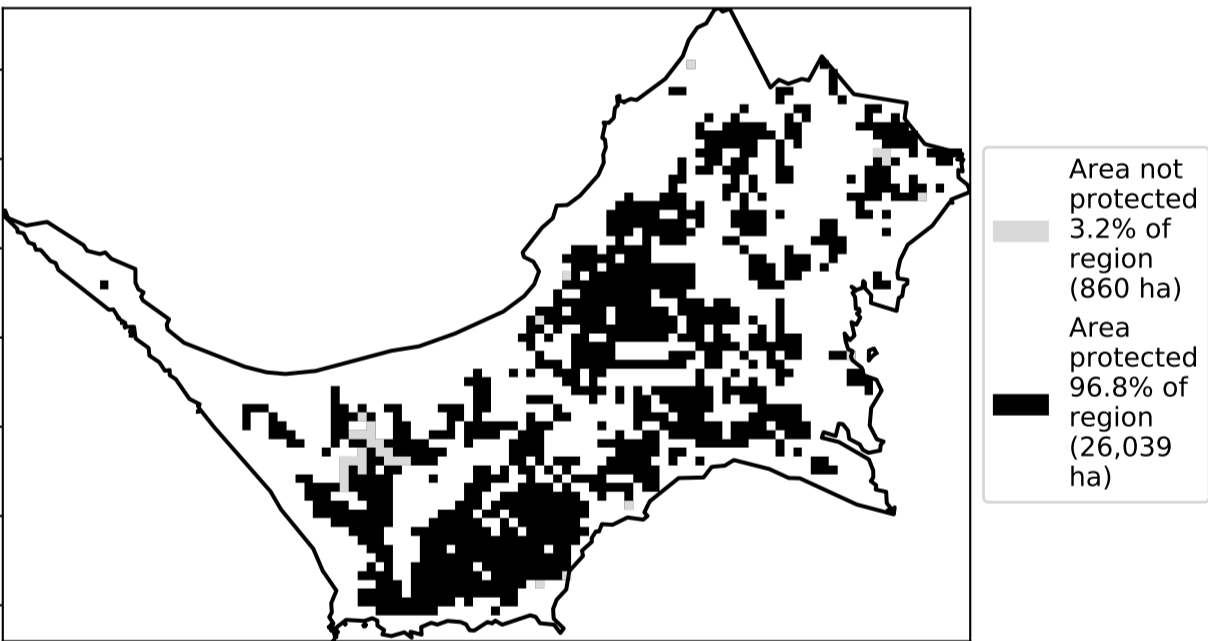 Area not
protected
3.2% of
region
(860 ha)
Area
protected
96.8% of
region
(26,039
ha)